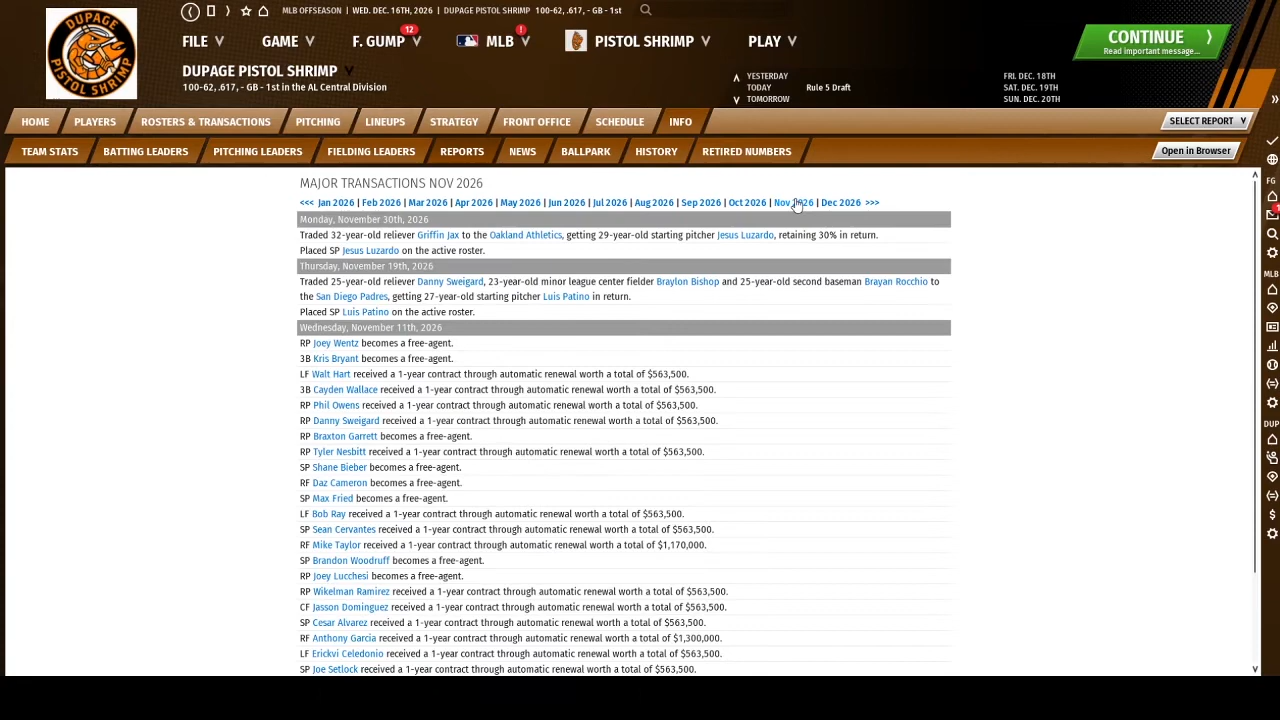 DUPAGE
PISTOL SHRIMP
MLB OFFSEASON | WED. DEC. 16TH, 2026 | DUPAGE PISTOL SHRIMP 100-62, .617, - GB - 1st
FILE GAME F. GUMP 12 MLB ! PISTOL SHRIMP PLAY
CONTINUE
Read important message...
DUPAGE PISTOL SHRIMP
100-62, .617, - GB - 1st in the AL Central Division
YESTERDAY
TODAY Rule 5 Draft
TOMORROW
FRI. DEC. 18TH
SAT. DEC. 19TH
SUN. DEC. 20TH
HOME PLAYERS ROSTERS & TRANSACTIONS PITCHING LINEUPS STRATEGY FRONT OFFICE SCHEDULE INFO SELECT REPORT
TEAM STATS BATTING LEADERS PITCHING LEADERS FIELDING LEADERS REPORTS NEWS BALLPARK HISTORY RETIRED NUMBERS Open in Browser
MAJOR TRANSACTIONS NOV 2026
<<< Jan 2026 | Feb 2026 | Mar 2026 | Apr 2026 | May 2026 | Jun 2026 | Jul 2026 | Aug 2026 | Sep 2026 | Oct 2026 | Nov 2026 | Dec 2026 >>>
Monday, November 30th, 2026
Traded 32-year-old reliever Griffin Jax to the Oakland Athletics, getting 29-year-old starting pitcher Jesus Luzardo, retaining 30% in return.
Placed SP Jesus Luzardo on the active roster.
Thursday, November 19th, 2026
Traded 25-year-old reliever Danny Sweigard, 23-year-old minor league center fielder Braylon Bishop and 25-year-old second baseman Brayan Rocchio to
the San Diego Padres, getting 27-year-old starting pitcher Luis Patino in return.
Placed SP Luis Patino on the active roster.
Wednesday, November 11th, 2026
RP Joey Wentz becomes a free-agent.
3B Kris Bryant becomes a free-agent.
LF Walt Hart received a 1-year contract through automatic renewal worth a total of $563,500.
3B Cayden Wallace received a 1-year contract through automatic renewal worth a total of $563,500.
RP Phil Owens received a 1-year contract through automatic renewal worth a total of $563,500.
RP Danny Sweigard received a 1-year contract through automatic renewal worth a total of $563,500.
RP Braxton Garrett becomes a free-agent.
RP Tyler Nesbitt received a 1-year contract through automatic renewal worth a total of $563,500.
SP Shane Bieber becomes a free-agent.
RF Daz Cameron becomes a free-agent.
SP Max Fried becomes a free-agent.
LF Bob Ray received a 1-year contract through automatic renewal worth a total of $563,500.
SP Sean Cervantes received a 1-year contract through automatic renewal worth a total of $563,500.
RF Mike Taylor received a 1-year contract through automatic renewal worth a total of $1,170,000.
SP Brandon Woodruff becomes a free-agent.
RP Joey Lucchesi becomes a free-agent.
RP Wikelman Ramirez received a 1-year contract through automatic renewal worth a total of $563,500.
CF Jasson Dominguez received a 1-year contract through automatic renewal worth a total of $563,500.
SP Cesar Alvarez received a 1-year contract through automatic renewal worth a total of $563,500.
RF Anthony Garcia received a 1-year contract through automatic renewal worth a total of $1,300,000.
LF Erickvi Celedonio received a 1-year contract through automatic renewal worth a total of $563,500.
SP Joe Setlock received a 1-year contract through automatic renewal worth a total of $563,500.
FG
MLB
DUP